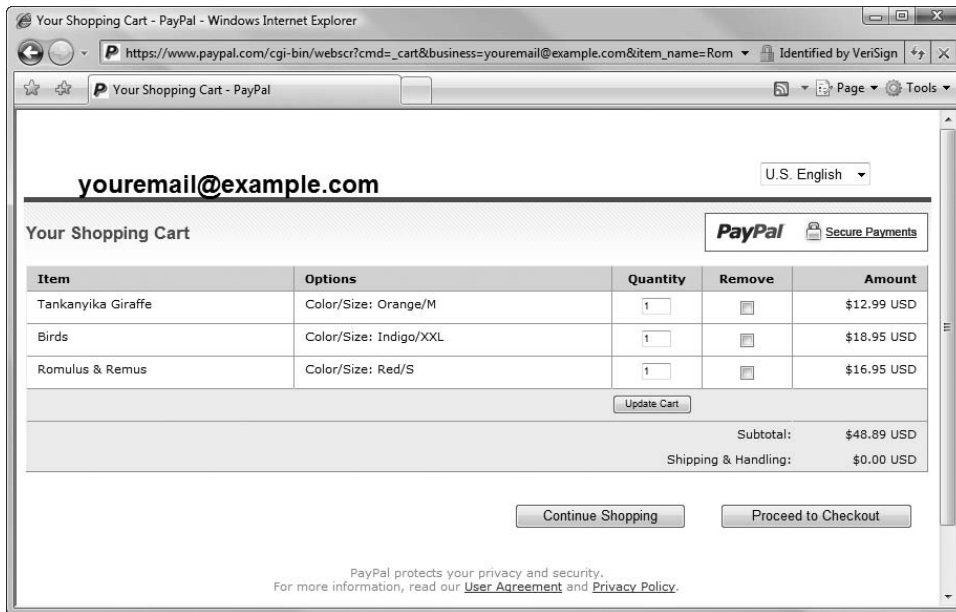 Your Shopping Cart - PayPal - Windows Internet Explorer
https://www.paypal.com/cgi-bin/webscr?cmd=_cart&business=youremail@example.com&item_name=Rom Identified by VeriSign
Your Shopping Cart - PayPal Page Tools
youremail@example.com U.S. English
Your Shopping Cart PayPal Secure Payments
Item Options Quantity Remove Amount
Tankanyika Giraffe Color/Size: Orange/M 1 $12.99 USD
Birds Color/Size: Indigo/XXL 1 $18.95 USD
Romulus & Remus Color/Size: Red/S 1 $16.95 USD
Update Cart
Subtotal: $48.89 USD
Shipping & Handling: $0.00 USD
Continue Shopping Proceed to Checkout
PayPal protects your privacy and security.
For more information, read our User Agreement and Privacy Policy.